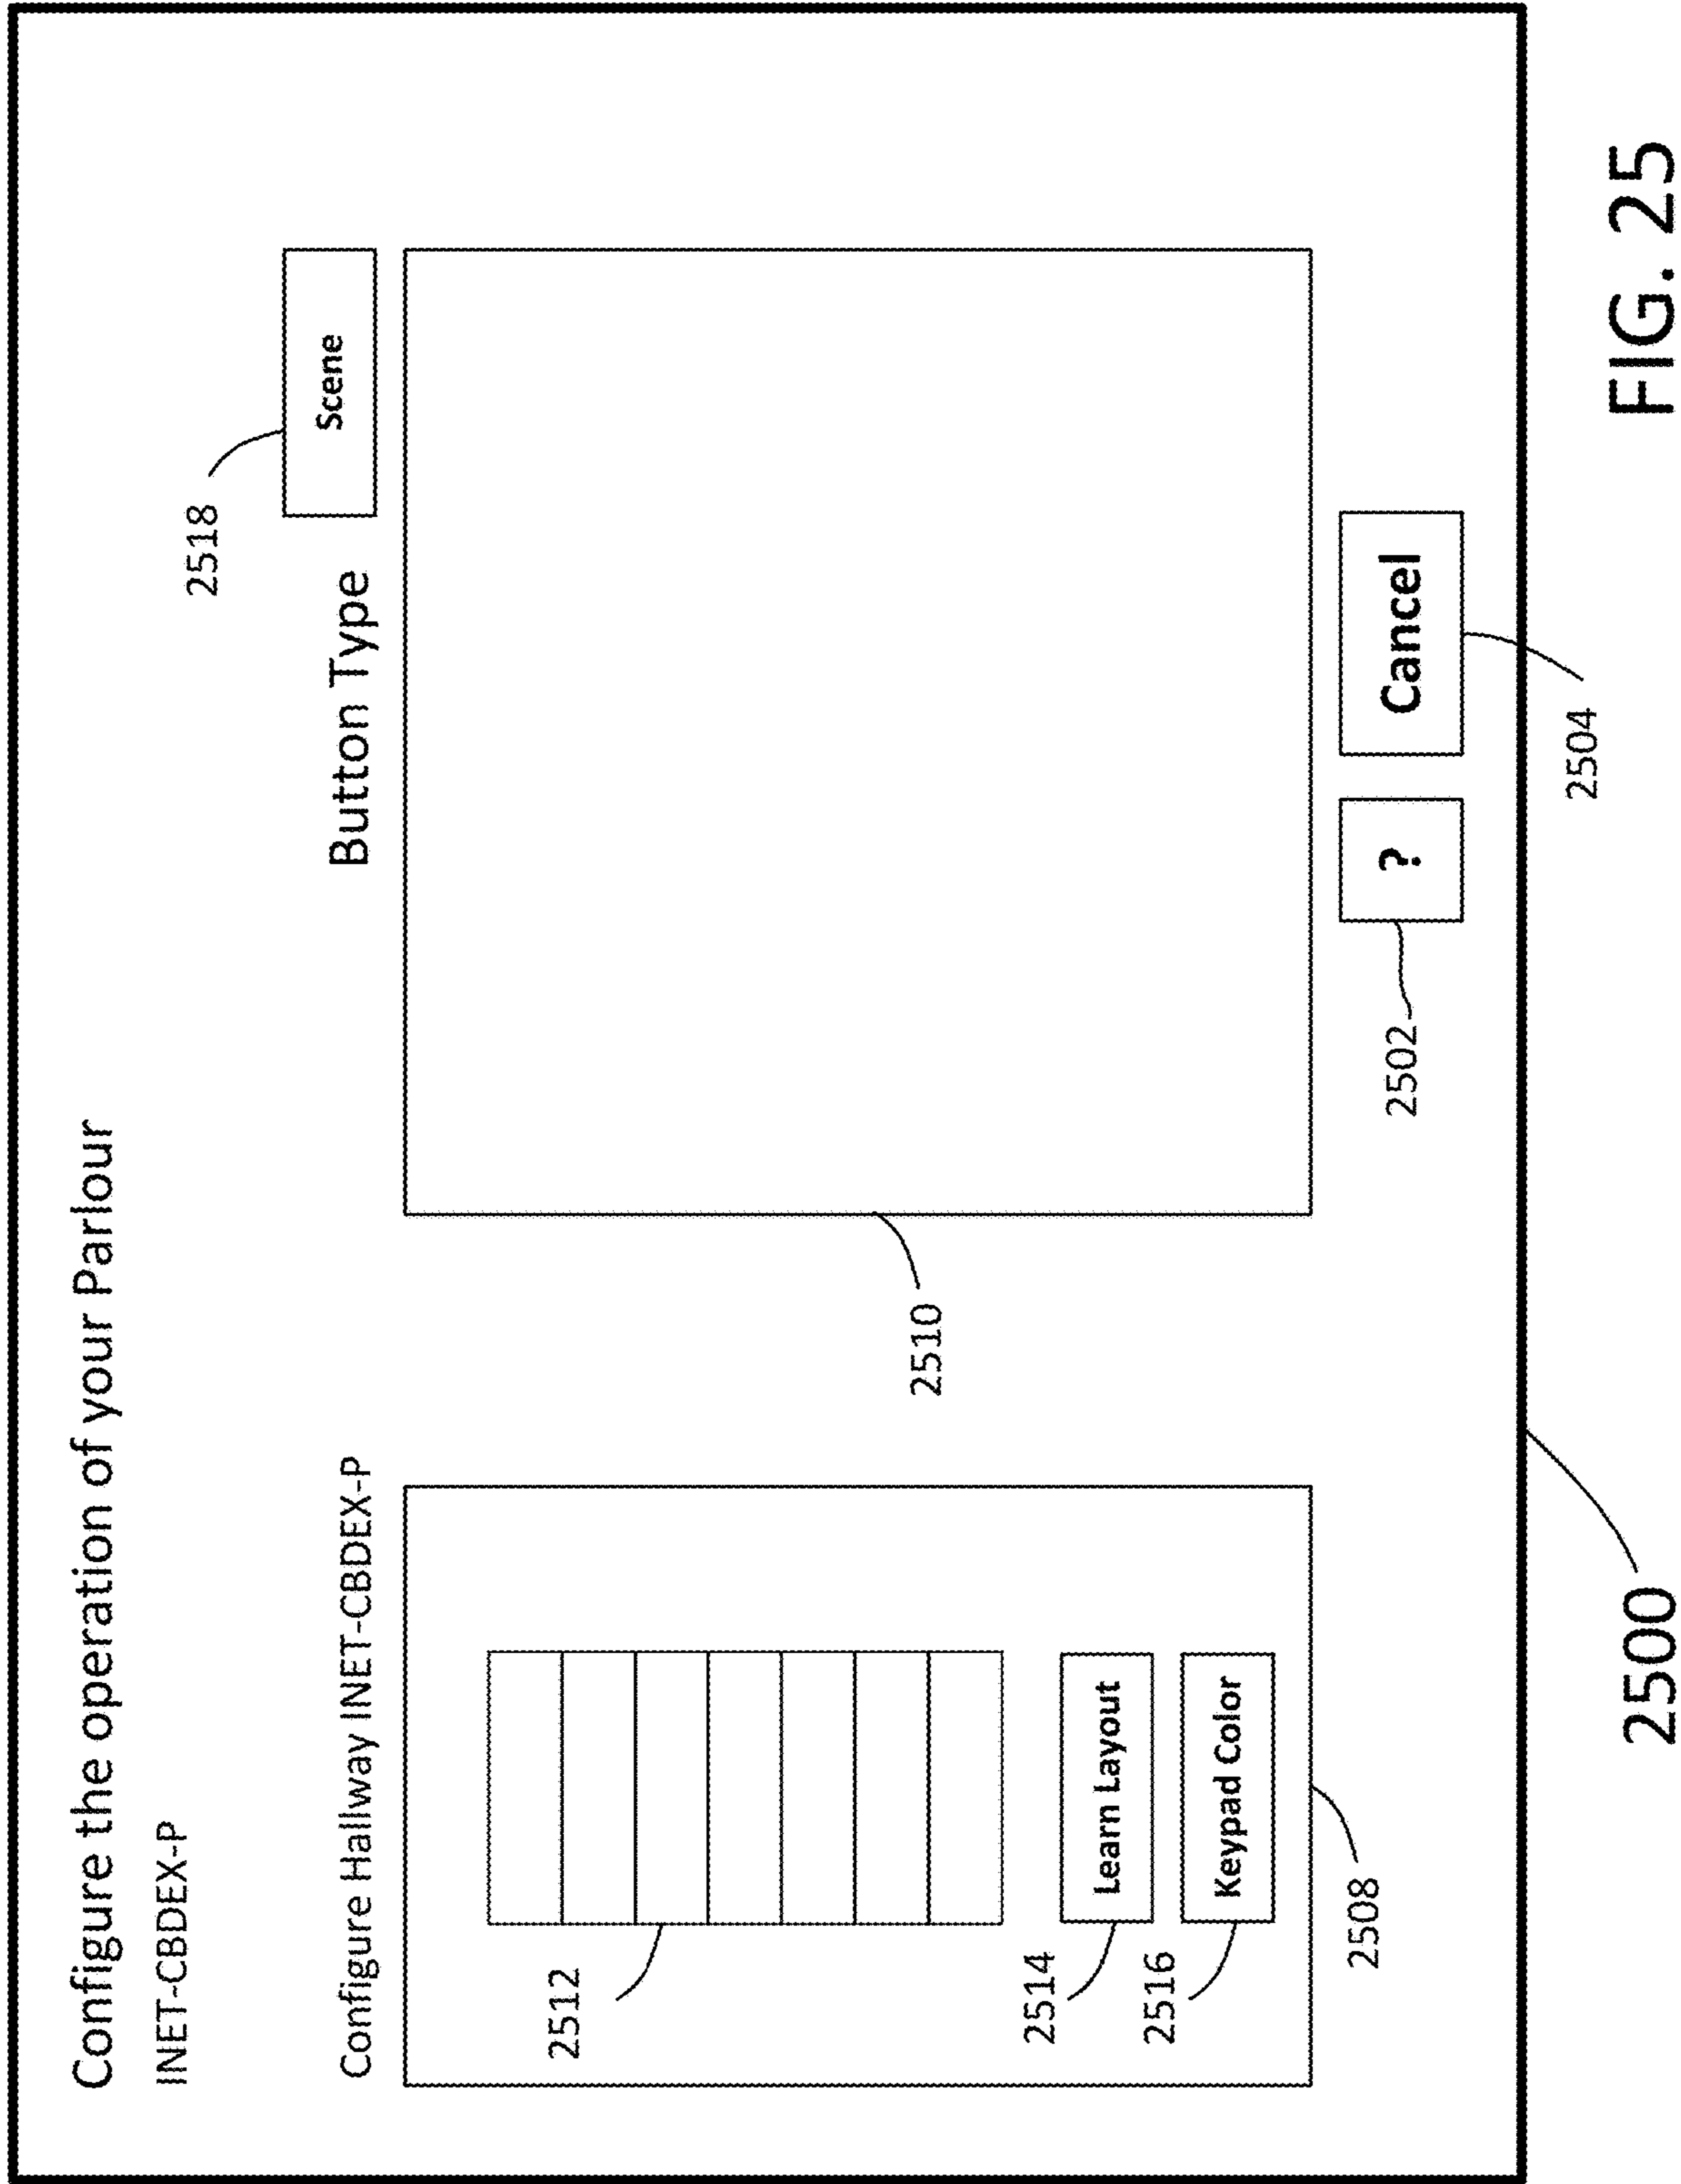 Configure the operation of your Parlour
INET-CBDEX-P
2518
Scene
Button Type
Configure Hallway INET-CBDEX-P
2512
2510
2514
Learn Layout
2516
Keypad Color
2508
2502
?
Cancel
2504
2500
FIG. 25